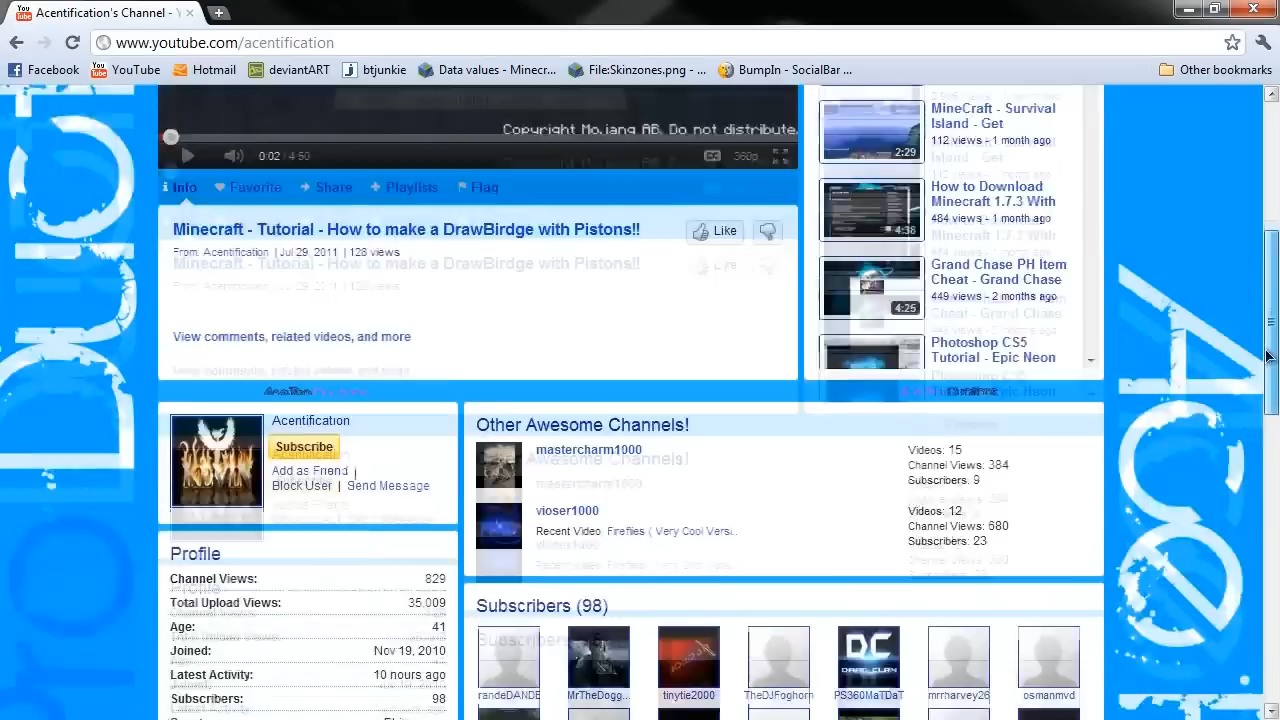 Acentification's Channel - Y
www.youtube.com/acentification
Facebook
YouTube
Hotmail
deviantART
btjunkie
Data values - Minecr...
File:Skinzones.png - ...
BumpIn - SocialBar ...
Other bookmarks
Copyright Mojang AB. Do not distribute.
0:02 / 4:50
CC
360p
Info
Favorite
Share
Playlists
Flag
Minecraft - Tutorial - How to make a DrawBirdge with Pistons!!
Like
From: Acentification | Jul 29, 2011 | 128 views
View comments, related videos, and more
MineCraft - Survival
Island - Get
112 views - 1 month ago
2:29
How to Download
Minecraft 1.7.3 With
484 views - 1 month ago
4:38
Grand Chase PH Item
Cheat - Grand Chase
449 views - 2 months ago
4:25
Photoshop CS5
Tutorial - Epic Neon
Acentification
Subscribe
Add as Friend |
Block User | Send Message
Profile
Channel Views: 829
Total Upload Views: 35,009
Age: 41
Joined: Nov 19, 2010
Latest Activity: 10 hours ago
Subscribers: 98
Other Awesome Channels!
mastercharm1000
Videos: 15
Channel Views: 384
Subscribers: 9
vioser1000
Recent Video: Fireflies ( Very Cool Versi..
Videos: 12
Channel Views: 680
Subscribers: 23
Subscribers (98)
randeDANDE
MrTheDogg...
tinytie2000
TheDJFoghorn
DC
PS360MaTDaT
mrrharvey26
osmanmvd